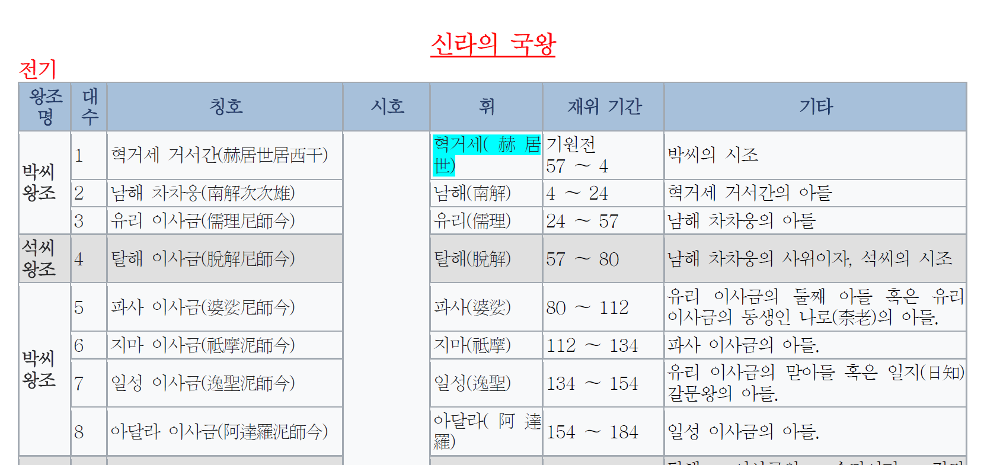 신라의 국왕
전기
왕조명 대수 칭호 시호 휘 재위 기간 기타
박씨 왕조
1 혁거세 거서간(赫居世居西干) 혁거세( 赫 居世) 기원전 57 ~ 4 박씨의 시조
2 남해 차차웅(南解次次雄) 남해(南解) 4 ~ 24 혁거세 거서간의 아들
3 유리 이사금(儒理尼師今) 유리(儒理) 24 ~ 57 남해 차차웅의 아들
석씨 왕조
4 탈해 이사금(脫解尼師今) 탈해(脫解) 57 ~ 80 남해 차차웅의 사위이자, 석씨의 시조
박씨 왕조
5 파사 이사금(婆娑尼師今) 파사(婆娑) 80 ~ 112 유리 이사금의 둘째 아들 혹은 유리
이사금의 동생인 나로(柰老)의 아들.
6 지마 이사금(祇摩泥師今) 지마(祇摩) 112 ~ 134 파사 이사금의 아들.
7 일성 이사금(逸聖泥師今) 일성(逸聖) 134 ~ 154 유리 이사금의 맏아들 혹은 일지(日知)
갈문왕의 아들.
8 아달라 이사금(阿達羅泥師今) 아달라( 阿 達羅) 154 ~ 184 일성 이사금의 아들.